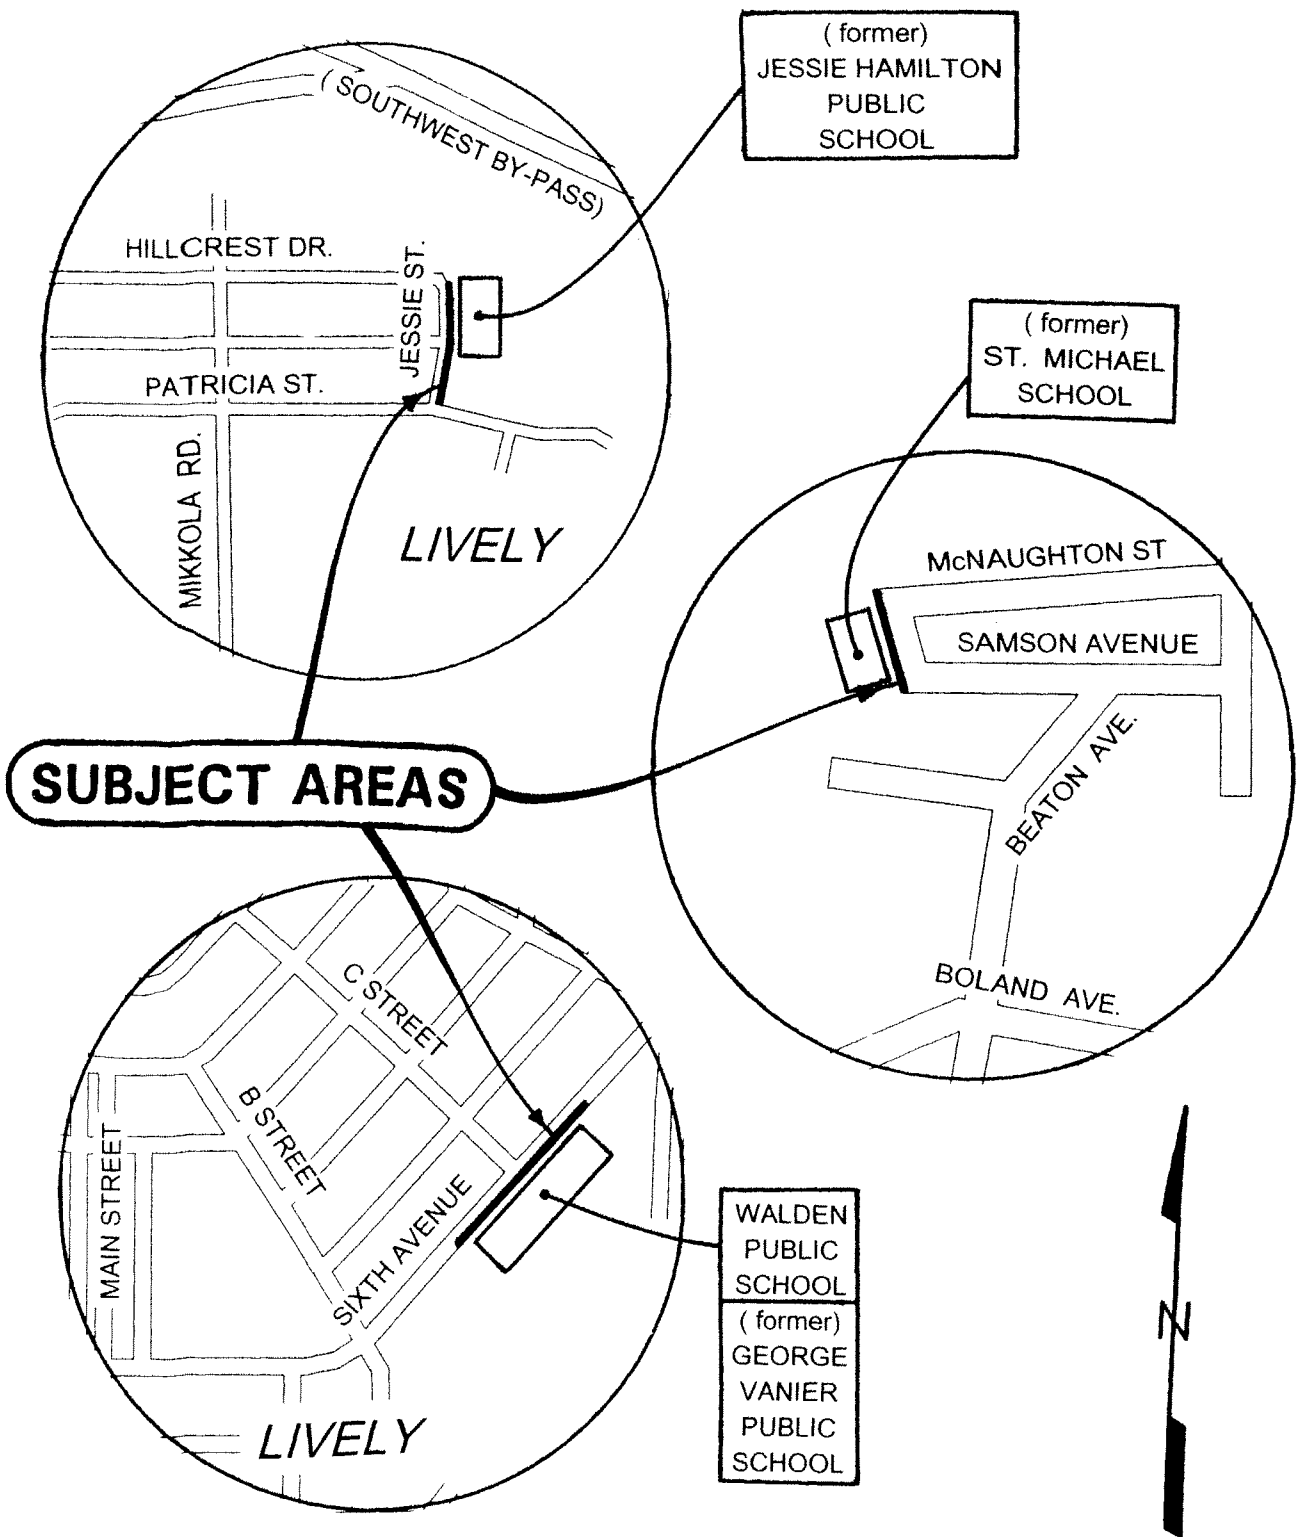 ( former)
JESSIE HAMILTON
PUBLIC
SCHOOL
( SOUTHWEST BY-PASS)
HILLCREST DR.
JESSIE ST.
PATRICIA ST.
MIKKOLA RD.
LIVELY
( former)
ST. MICHAEL
SCHOOL
McNAUGHTON ST
SAMSON AVENUE
BEATON AVE.
BOLAND AVE.
SUBJECT AREAS
C STREET
B STREET
MAIN STREET
SIXTH AVENUE
LIVELY
WALDEN
PUBLIC
SCHOOL
( former)
GEORGE
VANIER
PUBLIC
SCHOOL
N